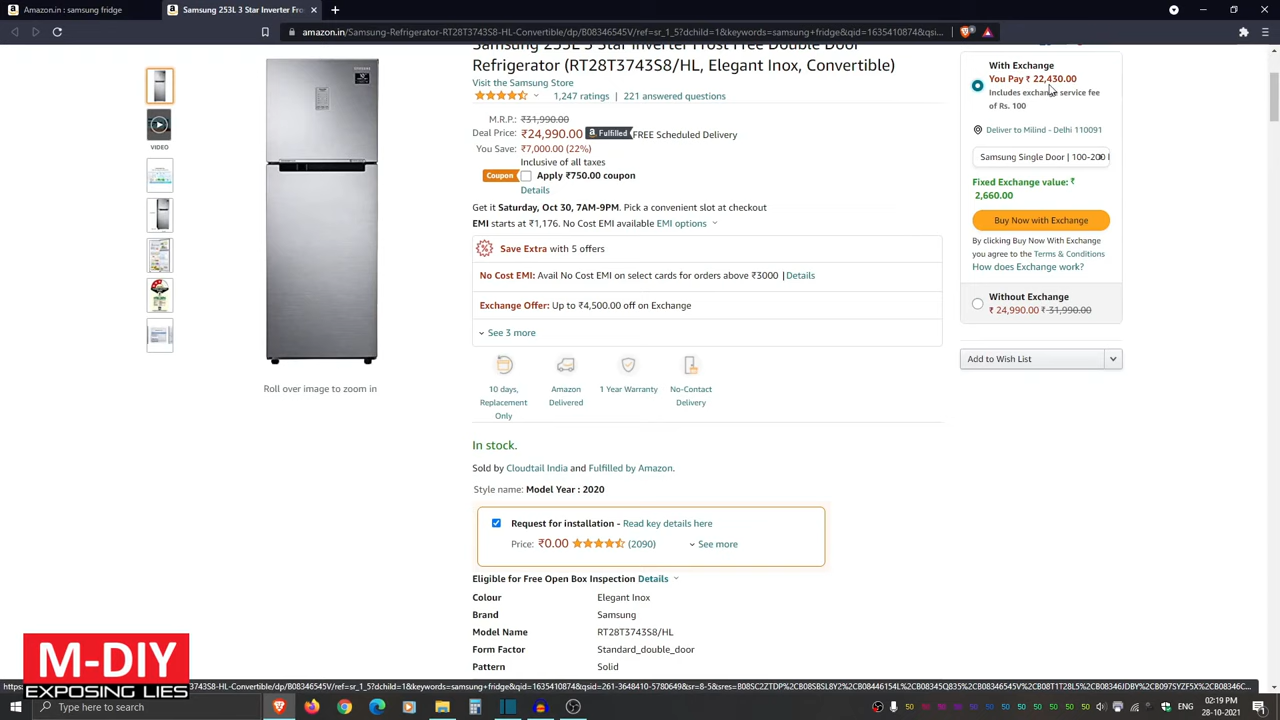 Amazon.in : samsung fridge
Samsung 253L 3 Star Inverter Fro
amazon.in/Samsung-Refrigerator-RT28T3743S8-HL-Convertible/dp/B08346545V/ref=sr_1_5?dchild=1&keywords=samsung+fridge&qid=1635410874&qsid=261-3648410-5780649&s...
Samsung 253L 3 Star Inverter Frost Free Double Door
Refrigerator (RT28T3743S8/HL, Elegant Inox, Convertible)
Visit the Samsung Store
1,247 ratings | 221 answered questions
M.R.P.: ₹31,990.00
Deal Price: ₹24,990.00 Fulfilled FREE Scheduled Delivery
You Save: ₹7,000.00 (22%)
Inclusive of all taxes
Coupon Apply ₹750.00 coupon
Details
Get it Saturday, Oct 30, 7AM-9PM. Pick a convenient slot at checkout
EMI starts at ₹1,176. No Cost EMI available EMI options
Save Extra with 5 offers
No Cost EMI: Avail No Cost EMI on select cards for orders above ₹3000 | Details
Exchange Offer: Up to ₹4,500.00 off on Exchange
See 3 more
10 days, Replacement Only
Amazon Delivered
1 Year Warranty
No-Contact Delivery
In stock.
Sold by Cloudtail India and Fulfilled by Amazon.
Style name: Model Year : 2020
Request for installation - Read key details here
Price: ₹0.00 (2090) See more
Eligible for Free Open Box Inspection Details
Colour Elegant Inox
Brand Samsung
Model Name RT28T3743S8/HL
Form Factor Standard_double_door
Pattern Solid
VIDEO
Roll over image to zoom in
With Exchange
You Pay ₹ 22,430.00
Includes exchange service fee
of Rs. 100
Deliver to Milind - Delhi 110091
Samsung Single Door | 100-200 l
Fixed Exchange value: ₹
2,660.00
Buy Now with Exchange
By clicking Buy Now With Exchange
you agree to the Terms & Conditions
How does Exchange work?
Without Exchange
₹ 24,990.00 ₹ 31,990.00
Add to Wish List
M-DIY
EXPOSING LIES
Type here to search
02:19 PM
28-10-2021